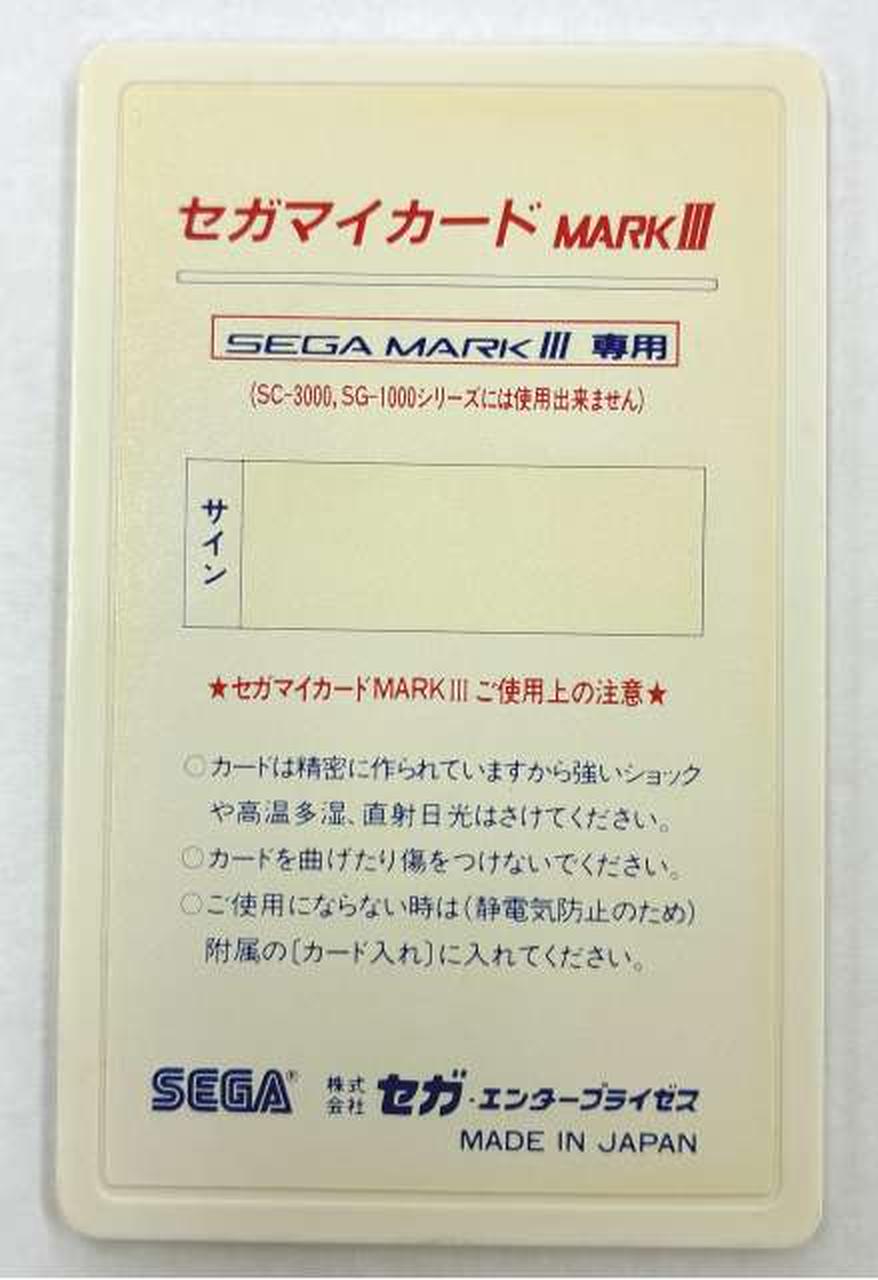 セガマイカード MARKIII
SEGA MARK III 専用
(SC-3000, SG-1000シリーズには使用出来ません)
サイン
★セガマイカードMARKIIIご使用上の注意★
○カードは精密に作られていますから強いショック
や高温多湿、直射日光はさけてください。
○カードを曲げたり傷をつけないでください。
○ご使用にならない時は(静電気防止のため)
附属の〔カード入れ〕に入れてください。
SEGA® 株式会社 セガ・エンタープライゼス
MADE IN JAPAN